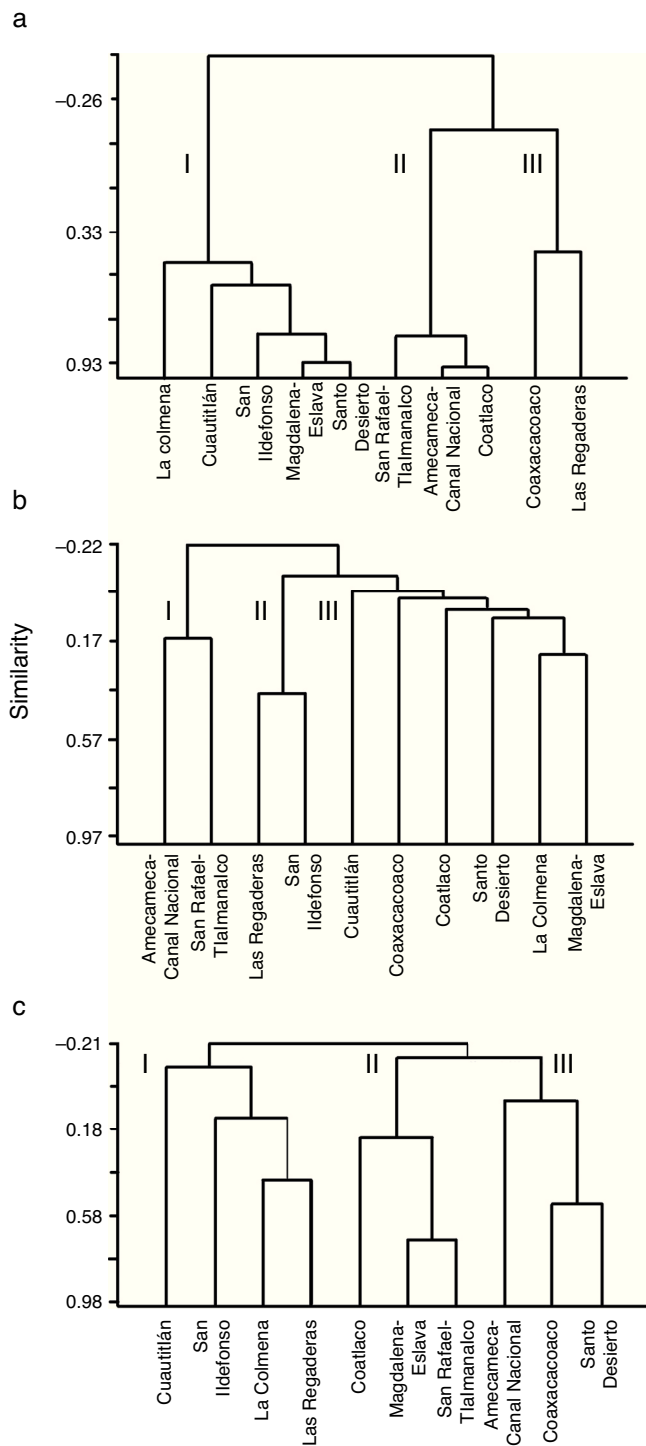 a
–0.26
0.33
0.93
I
II
III
La colmena
Cuautitlán
San
Ildefonso
Magdalena-
Eslava
Santo
Desierto
San Rafael-
Tlalmanalco
Amecameca-
Canal Nacional
Coatlaco
Coaxacacoaco
Las Regaderas
b
Similarity
–0.22
0.17
0.57
0.97
I
II
III
Amecameca-
Canal Nacional
San Rafael-
Tlalmanalco
Las Regaderas
San
Ildefonso
Cuautitlán
Coaxacacoaco
Coatlaco
Santo
Desierto
La Colmena
Magdalena-
Eslava
c
–0.21
0.18
0.58
0.98
I
II
III
Cuautitlán
San
Ildefonso
La Colmena
Las Regaderas
Coatlaco
Magdalena-
Eslava
San Rafael-
Tlalmanalco
Amecameca-
Canal Nacional
Coaxacacoaco
Santo
Desierto